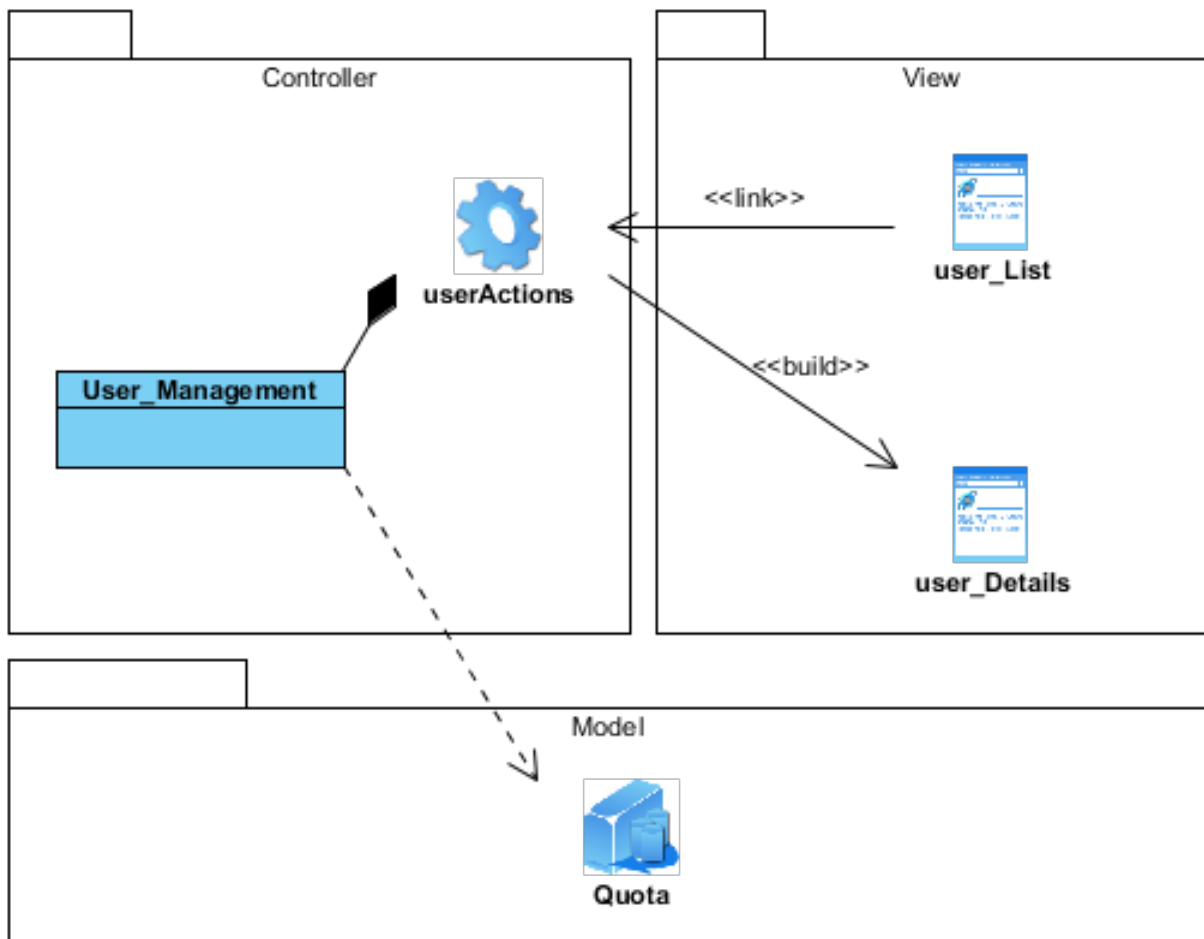 Controller
View
<<link>>
user_List
userActions
<<build>>
User_Management
user_Details
Model
Quota